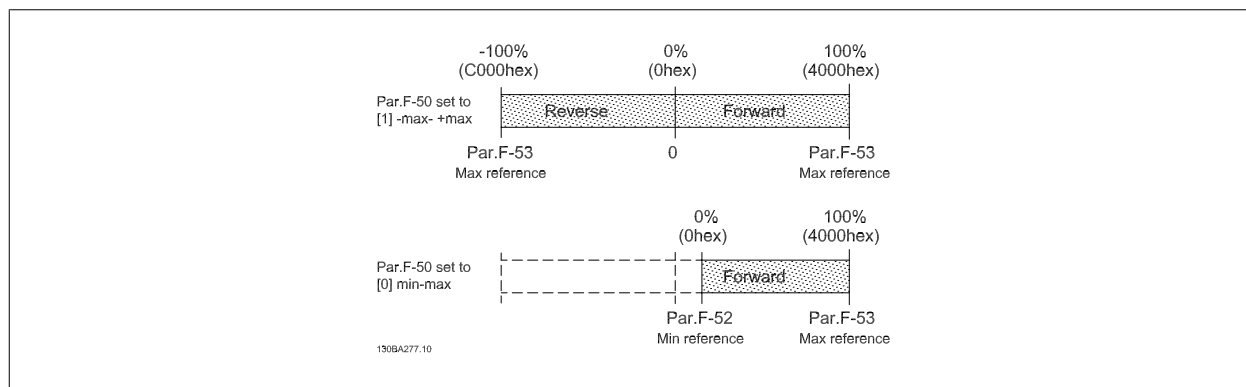 -100% 0% 100%
(C000hex) (0hex) (4000hex)
Par.F-50 set to
[1] -max- +max
Reverse Forward
Par.F-53 0 Par.F-53
Max reference Max reference
0% 100%
(0hex) (4000hex)
Par.F-50 set to
[0] min-max
Forward
Par.F-52 Par.F-53
Min reference Max reference
130BA277.10